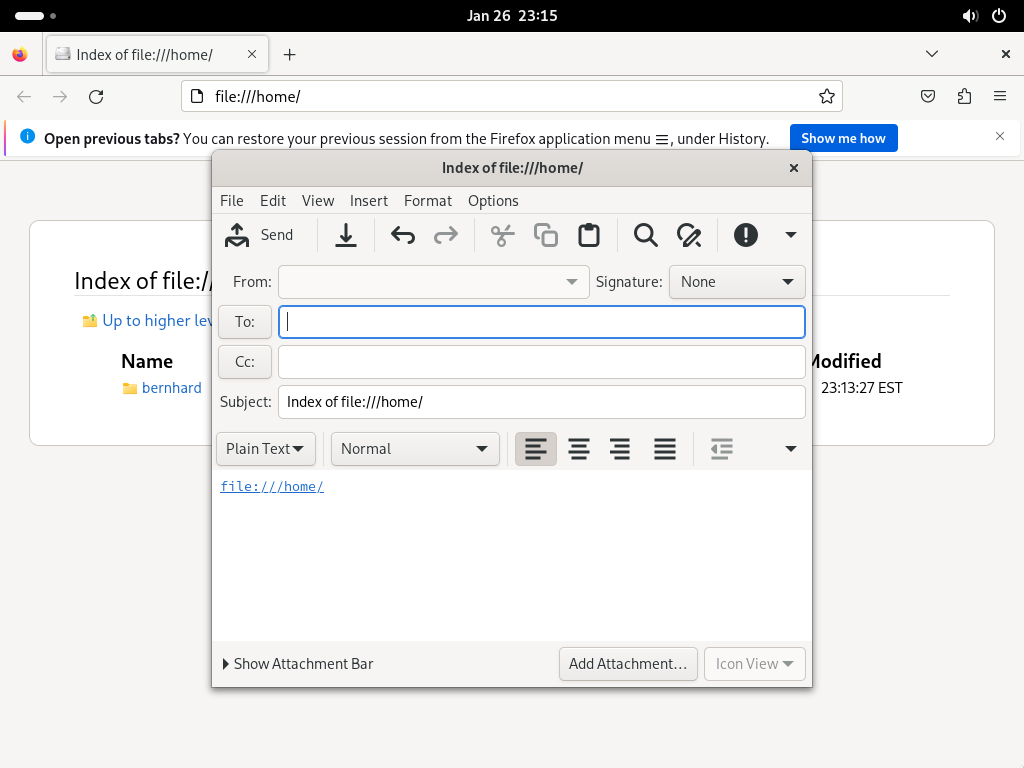 Jan 26 23:15
Index of file:///home/
file:///home/
Open previous tabs? You can restore your previous session from the Firefox application menu ☰, under History.
Show me how
Index of file:///home/
File Edit View Insert Format Options
Send
From:
Signature: None
To:
Cc:
Subject: Index of file:///home/
Plain Text Normal
file:///home/
Show Attachment Bar Add Attachment... Icon View
Index of file:/
Up to higher lev
Name Modified
bernhard 23:13:27 EST